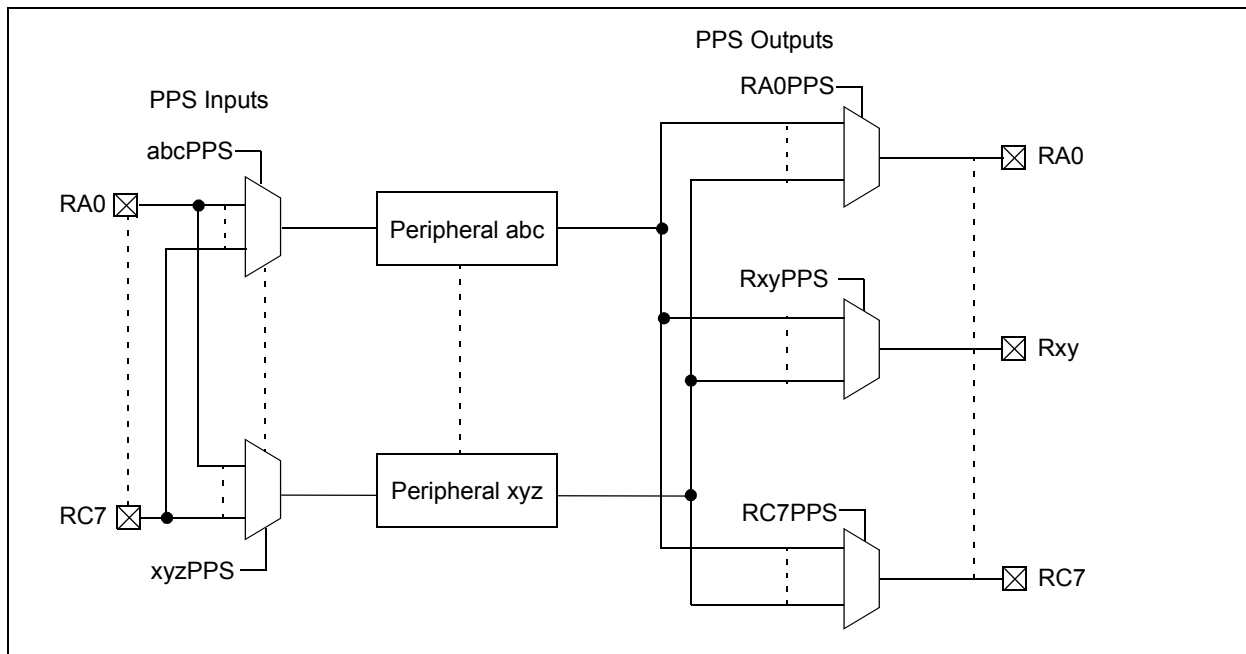 PPS Outputs
RA0PPS
PPS Inputs
abcPPS
RA0
RA0
Peripheral abc
RxyPPS
Rxy
Peripheral xyz
RC7
RC7PPS
xyzPPS
RC7